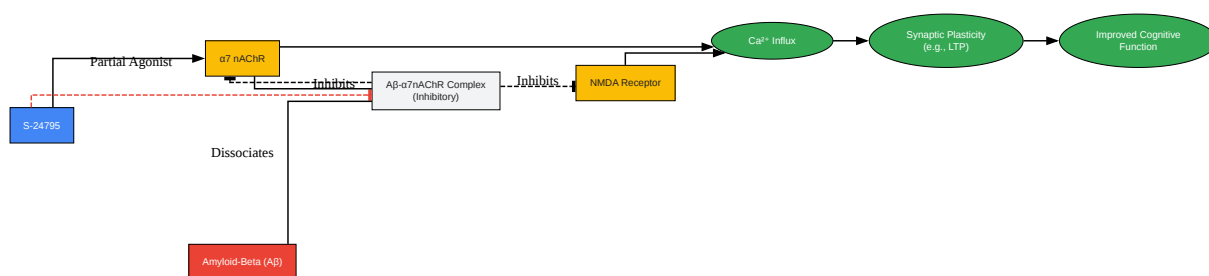 Ca²⁺ Influx
Synaptic Plasticity
(e.g., LTP)
Improved Cognitive
Function
α7 nAChR
Partial Agonist
Inhibits
Aβ-α7nAChR Complex
(Inhibitory)
Inhibits
NMDA Receptor
S-24795
Dissociates
Amyloid-Beta (Aβ)